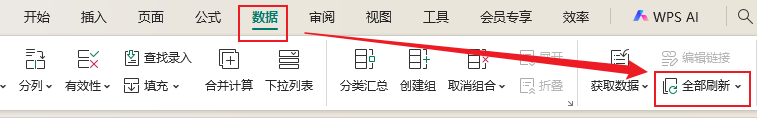 开始 插入 页面 公式 数据 审阅 视图 工具 会员专享 效率 WPS AI
查找录入 展开 编辑链接
分列 有效性 填充 合并计算 下拉列表 分类汇总 创建组 取消组合 折叠 获取数据 全部刷新